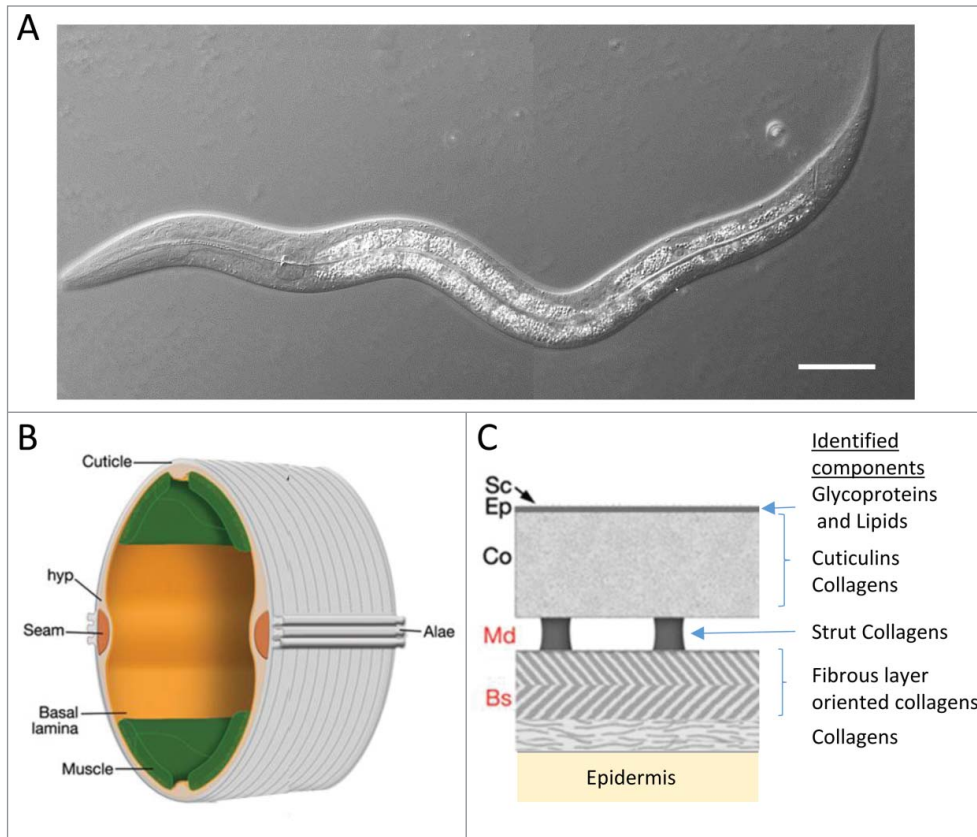 A
B
Cuticle
hyp
Seam
Basal
lamina
Muscle
Alae
C
Sc
Ep
Co
Md
Bs
Epidermis
Identified
components
Glycoproteins
and Lipids
Cuticulins
Collagens
Strut Collagens
Fibrous layer
oriented collagens
Collagens